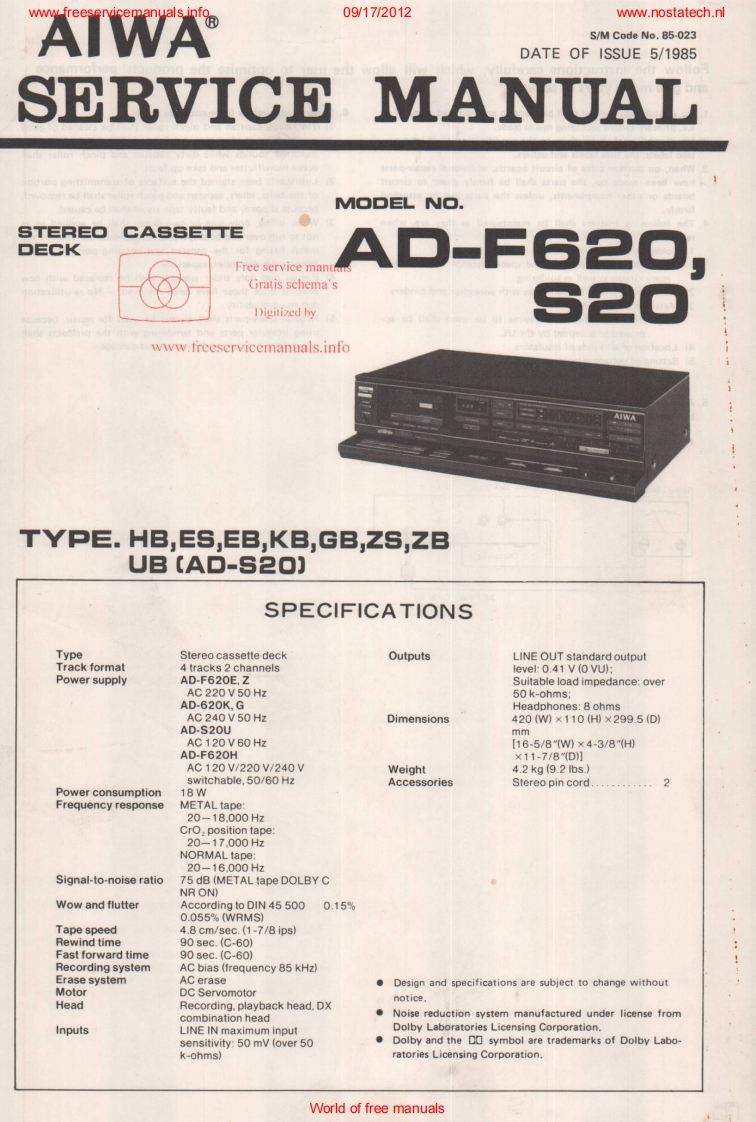 www.freeservicemanuals.info
09/17/2012
www.nostatech.nl
AIWA®
S/M Code No. 85-023
DATE OF ISSUE 5/1985
SERVICE MANUAL
MODEL NO.
STEREO CASSETTE
DECK
AD-F620,
S20
Free service manuals
Gratis schema's
Digitized by
www.freeservicemanuals.info
AIWA
TYPE. HB,ES,EB,KB,GB,ZS,ZB
UB (AD-S20)
SPECIFICATIONS
Type Stereo cassette deck
Track format 4 tracks 2 channels
Power supply AD-F620E, Z
AC 220 V 50 Hz
AD-620K, G
AC 240 V 50 Hz
AD-S20U
AC 120 V 60 Hz
AD-F620H
AC 120 V/220 V/240 V
switchable, 50/60 Hz
Power consumption 18 W
Frequency response METAL tape:
20—18,000 Hz
CrO₂ position tape:
20—17,000 Hz
NORMAL tape:
20—16,000 Hz
Signal-to-noise ratio 75 dB (METAL tape DOLBY C
NR ON)
Wow and flutter According to DIN 45 500 0.15%
0.055% (WRMS)
Tape speed 4.8 cm/sec. (1-7/8 ips)
Rewind time 90 sec. (C-60)
Fast forward time 90 sec. (C-60)
Recording system AC bias (frequency 85 kHz)
Erase system AC erase
Motor DC Servomotor
Head Recording, playback head, DX
combination head
Inputs LINE IN maximum input
sensitivity: 50 mV (over 50
k-ohms)
Outputs LINE OUT standard output
level: 0.41 V (0 VU);
Suitable load impedance: over
50 k-ohms;
Headphones: 8 ohms
Dimensions 420 (W) × 110 (H) × 299.5 (D)
mm
[16-5/8″(W) × 4-3/8″(H)
× 11-7/8″(D)]
Weight 4.2 kg (9.2 lbs.)
Accessories Stereo pin cord............ 2
● Design and specifications are subject to change without
notice.
● Noise reduction system manufactured under license from
Dolby Laboratories Licensing Corporation.
● Dolby and the symbol are trademarks of Dolby Labo-
ratories Licensing Corporation.
World of free manuals